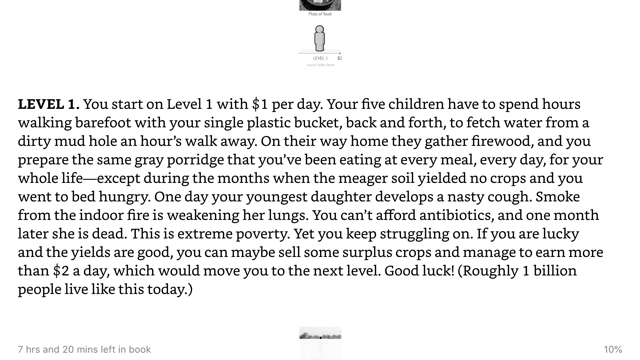 Plate of food
LEVEL 1 $2
LEVEL 1. You start on Level 1 with $1 per day. Your five children have to spend hours
walking barefoot with your single plastic bucket, back and forth, to fetch water from a
dirty mud hole an hour’s walk away. On their way home they gather firewood, and you
prepare the same gray porridge that you’ve been eating at every meal, every day, for your
whole life—except during the months when the meager soil yielded no crops and you
went to bed hungry. One day your youngest daughter develops a nasty cough. Smoke
from the indoor fire is weakening her lungs. You can’t afford antibiotics, and one month
later she is dead. This is extreme poverty. Yet you keep struggling on. If you are lucky
and the yields are good, you can maybe sell some surplus crops and manage to earn more
than $2 a day, which would move you to the next level. Good luck! (Roughly 1 billion
people live like this today.)
7 hrs and 20 mins left in book 10%